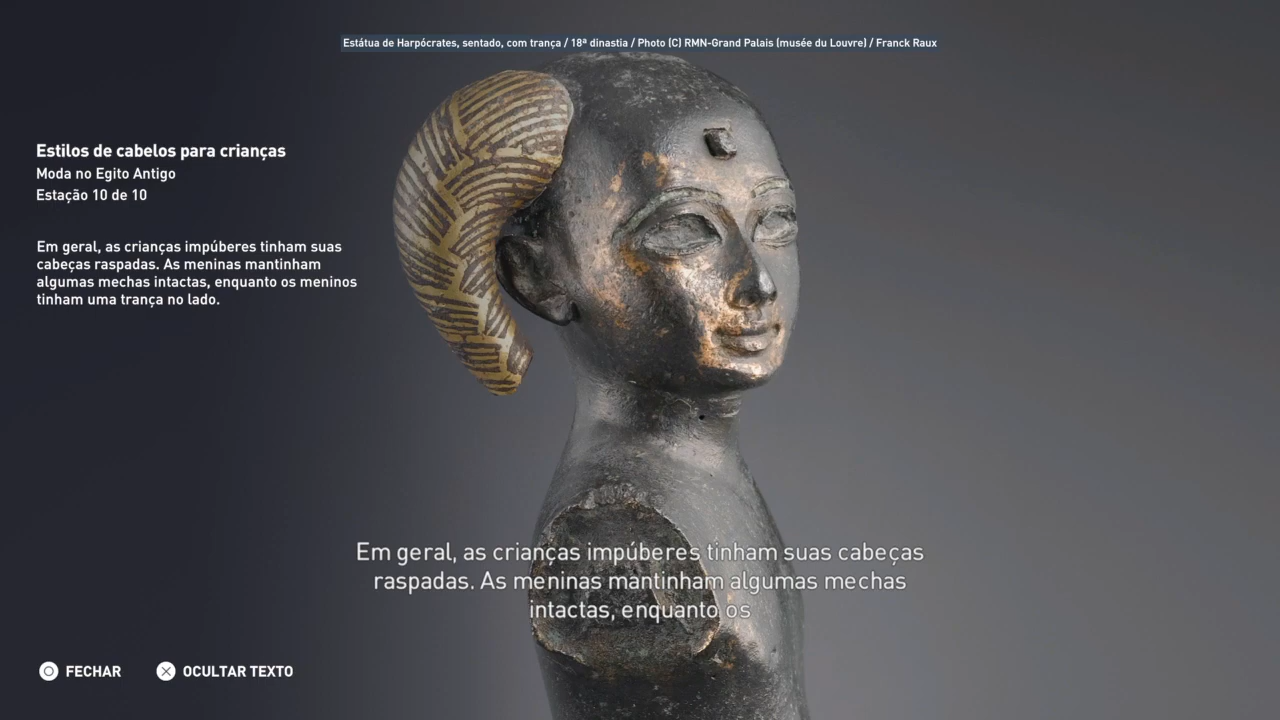 Estátua de Harpócrates, sentado, com trança / 18ª dinastia / Photo (C) RMN-Grand Palais (musée du Louvre) / Franck Raux
Estilos de cabelos para crianças
Moda no Egito Antigo
Estação 10 de 10
Em geral, as crianças impúberes tinham suas
cabeças raspadas. As meninas mantinham
algumas mechas intactas, enquanto os meninos
tinham uma trança no lado.
Em geral, as crianças impúberes tinham suas cabeças
raspadas. As meninas mantinham algumas mechas
intactas, enquanto os
FECHAR
OCULTAR TEXTO